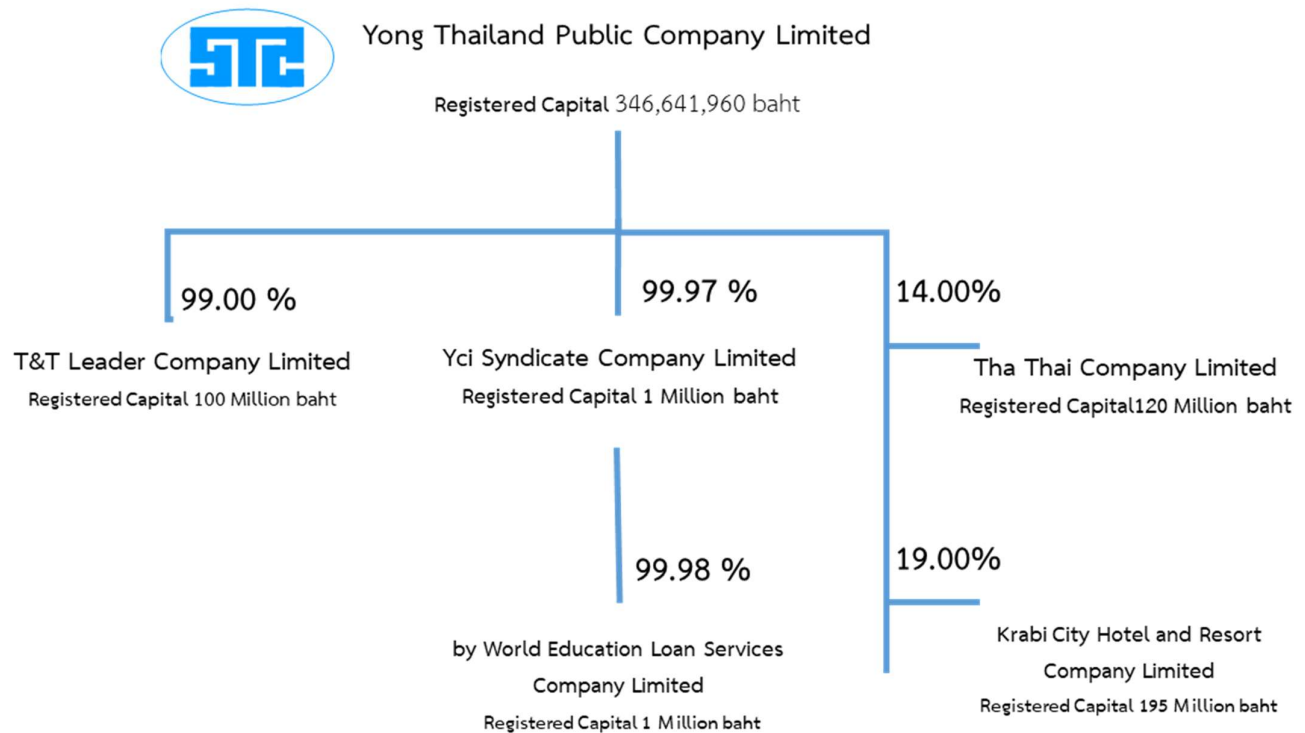 STC
Yong Thailand Public Company Limited
Registered Capital 346,641,960 baht
99.00 %
T&T Leader Company Limited
Registered Capital 100 Million baht
99.97 %
Yci Syndicate Company Limited
Registered Capital 1 Million baht
14.00%
Tha Thai Company Limited
Registered Capital120 Million baht
99.98 %
by World Education Loan Services
Company Limited
Registered Capital 1 Million baht
19.00%
Krabi City Hotel and Resort
Company Limited
Registered Capital 195 Million baht